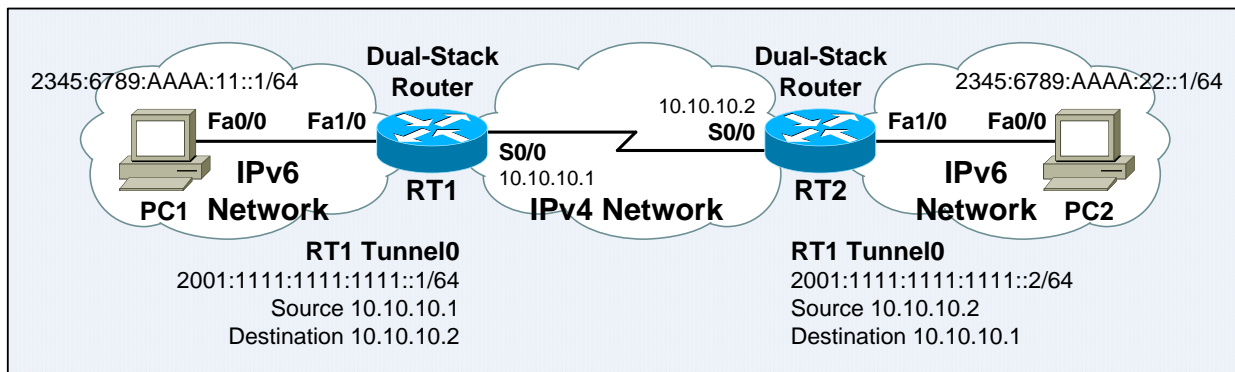 Dual-Stack
Router
Dual-Stack
Router
2345:6789:AAAA:11::1/64
2345:6789:AAAA:22::1/64
10.10.10.2
Fa0/0
Fa1/0
S0/0
Fa1/0
Fa0/0
S0/0
10.10.10.1
IPv6
Network
PC1
RT1
IPv4 Network
RT2
IPv6
Network
PC2
RT1 Tunnel0
2001:1111:1111:1111::1/64
Source 10.10.10.1
Destination 10.10.10.2
RT1 Tunnel0
2001:1111:1111:1111::2/64
Source 10.10.10.2
Destination 10.10.10.1